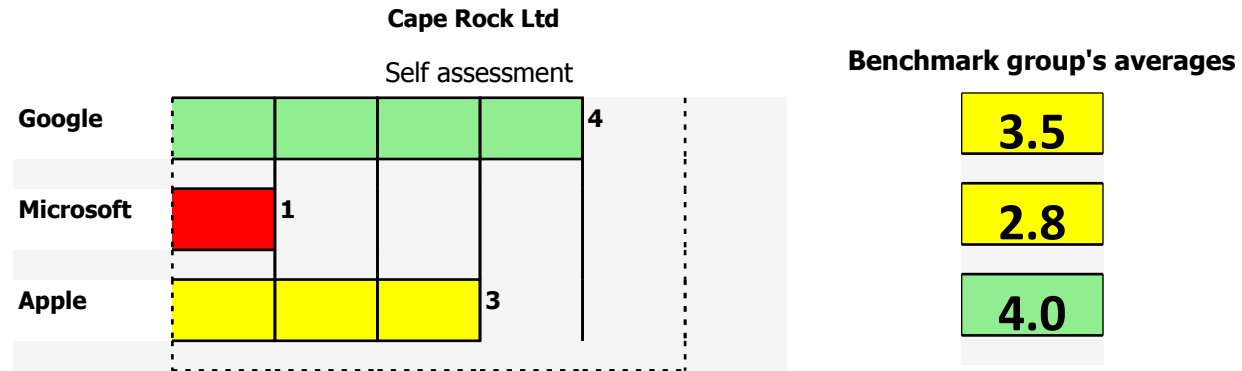 Cape Rock Ltd
Self assessment
Benchmark group's averages
Google 4 3.5
Microsoft 1 2.8
Apple 3 4.0